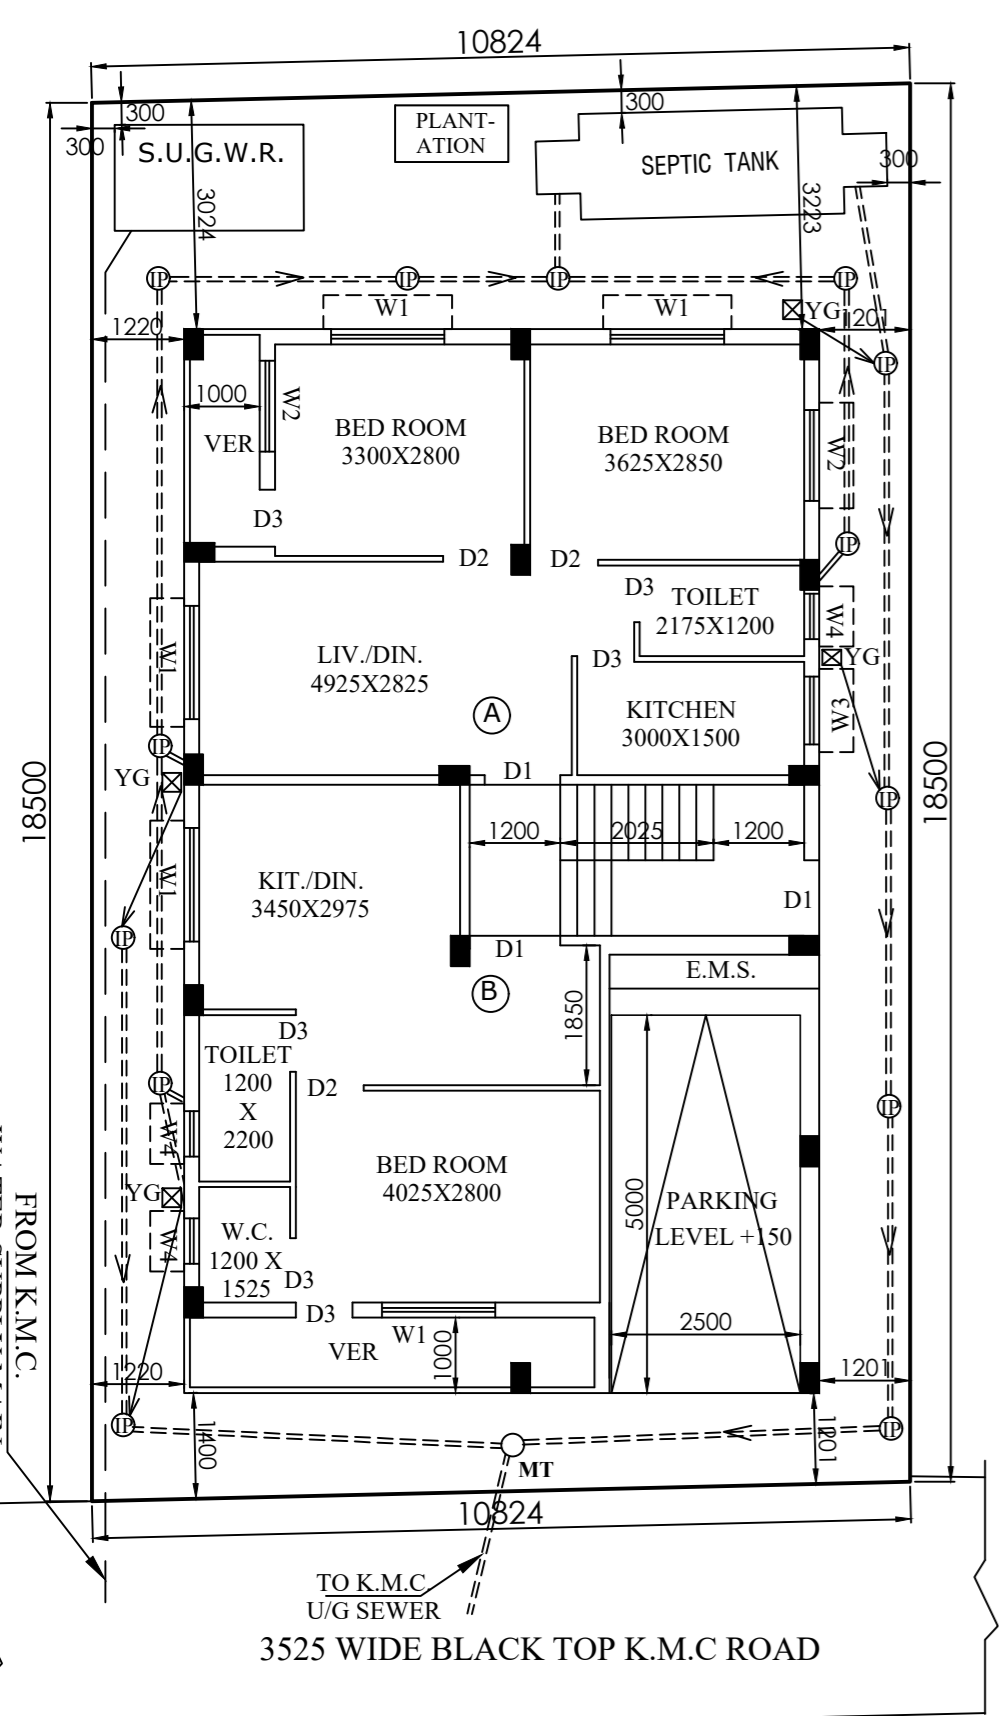 10824
300
300
300
300
S.U.G.W.R.
PLANT-
ATION
SEPTIC TANK
3024
3223
IP
IP
IP
IP
W1
W1
YG
1220
1201
IP
1000
VER
W2
BED ROOM
3300X2800
BED ROOM
3625X2850
W2
D3
D2
D2
IP
D3
TOILET
2175X1200
W4
LIV./DIN.
4925X2825
D3
YG
W1
A
KITCHEN
3000X1500
W3
IP
YG
D1
IP
18500
18500
1200
2025
1200
W1
KIT./DIN.
3450X2975
D1
IP
D1
B
E.M.S.
1850
D3
TOILET
1200
X
2200
IP
D2
IP
W4
BED ROOM
4025X2800
5000
PARKING
LEVEL +150
YG
W4
W.C.
1200 X
1525
D3
D3
W1
VER
1000
2500
FROM K.M.C.
1220
1201
IP
1400
MT
1201
IP
10824
TO K.M.C.
U/G SEWER
3525 WIDE BLACK TOP K.M.C ROAD